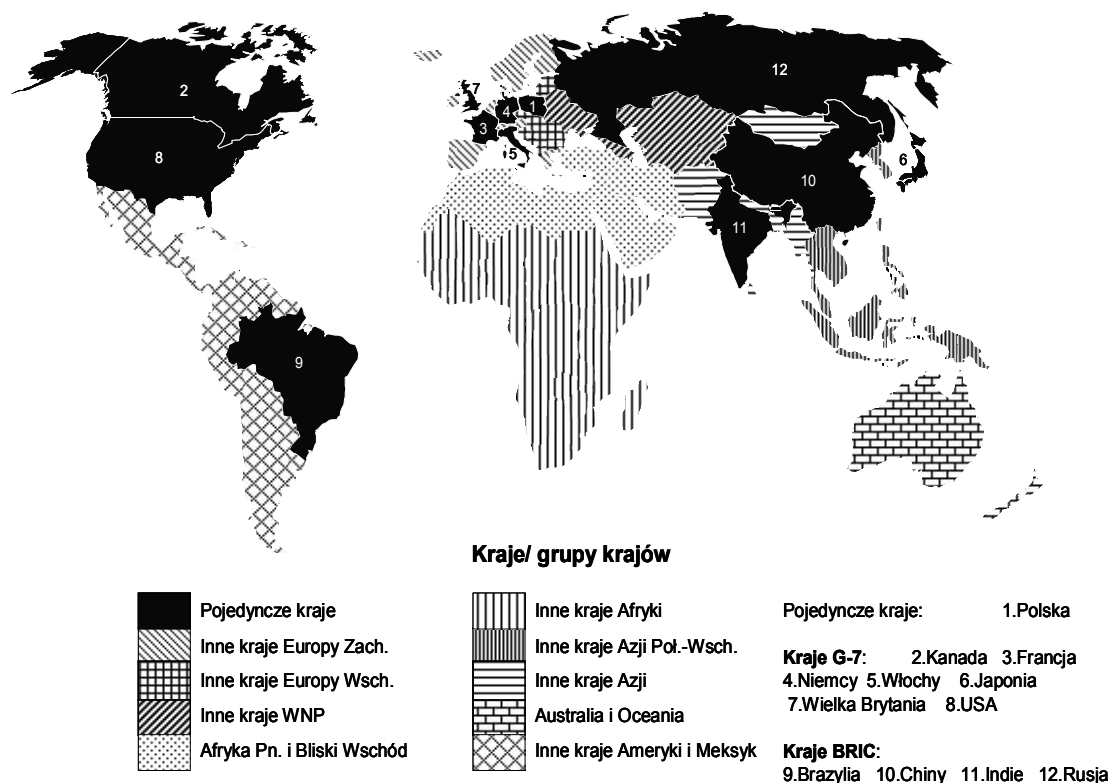 12
2
7
4
1
3
8
5
6
10
11
9
Kraje/ grupy krajów
Pojedyncze kraje
Inne kraje Europy Zach.
Inne kraje Europy Wsch.
Inne kraje WNP
Afryka Pn. i Bliski Wschód
Inne kraje Afryki
Inne kraje Azji Poł.-Wsch.
Inne kraje Azji
Australia i Oceania
Inne kraje Ameryki i Meksyk
Pojedyncze kraje: 1.Polska
Kraje G-7: 2.Kanada 3.Francja
4.Niemcy 5.Włochy 6.Japonia
7.Wielka Brytania 8.USA
Kraje BRIC:
9.Brazylia 10.Chiny 11.Indie 12.Rusja